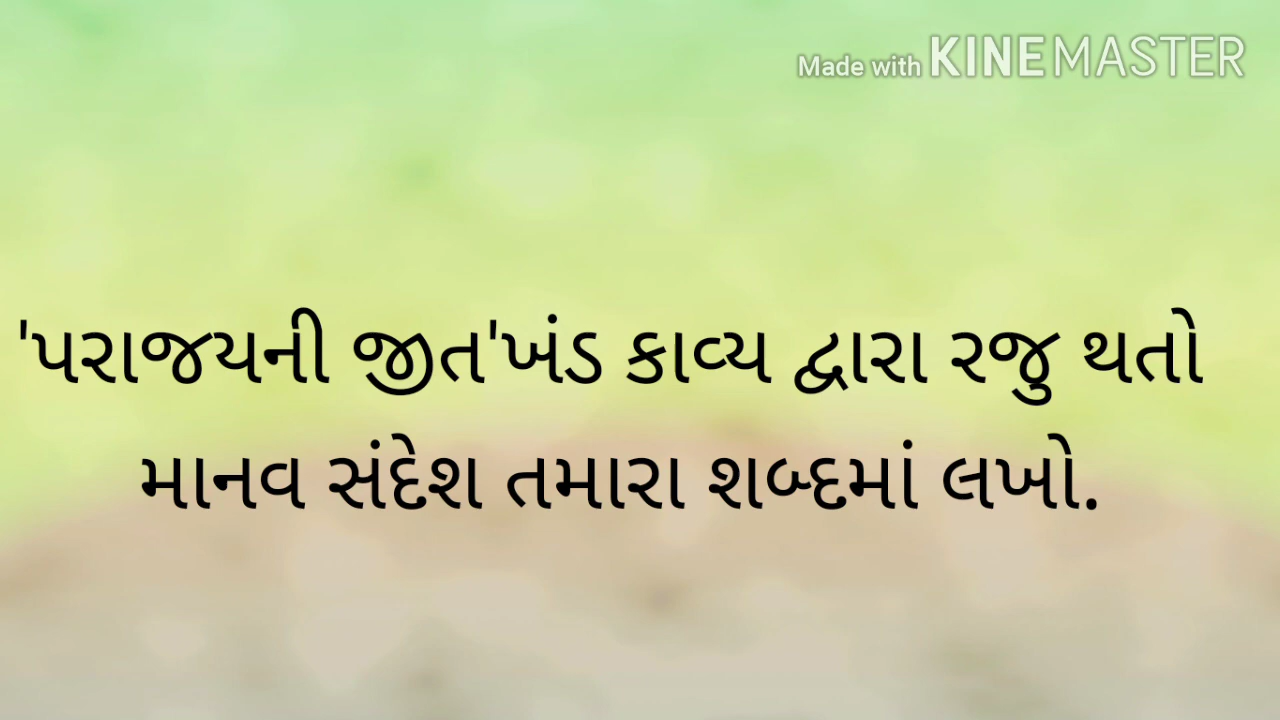 Made with KINEMASTER
'પરાજયની જીત'ખંડ કાવ્ય દ્વારા રજુ થતો
માનવ સંદેશ તમારા શબ્દમાં લખો.